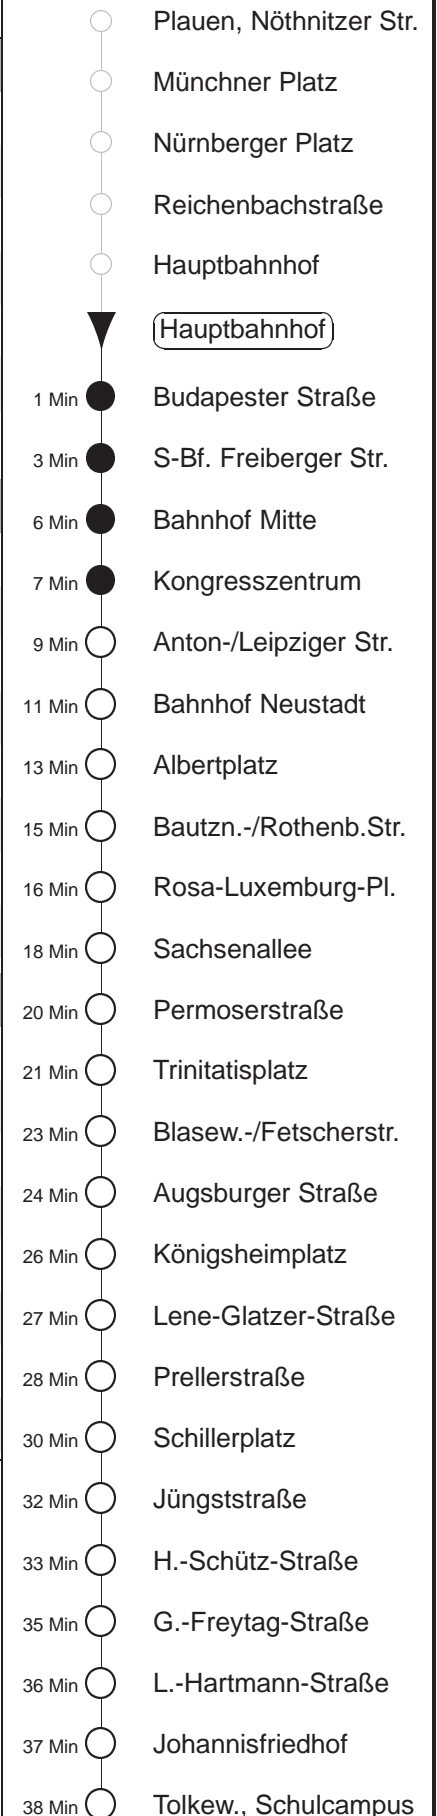 Plauen, Nöthnitzer Str.
Münchner Platz
Nürnberger Platz
Reichenbachstraße
Hauptbahnhof
Hauptbahnhof
1 Min Budapester Straße
3 Min S-Bf. Freiberger Str.
6 Min Bahnhof Mitte
7 Min Kongresszentrum
9 Min Anton-/Leipziger Str.
11 Min Bahnhof Neustadt
13 Min Albertplatz
15 Min Bautzn.-/Rothenb.Str.
16 Min Rosa-Luxemburg-Pl.
18 Min Sachsenallee
20 Min Permoserstraße
21 Min Trinitatisplatz
23 Min Blasew.-/Fetscherstr.
24 Min Augsburger Straße
26 Min Königsheimplatz
27 Min Lene-Glatzer-Straße
28 Min Prellerstraße
30 Min Schillerplatz
32 Min Jüngststraße
33 Min H.-Schütz-Straße
35 Min G.-Freytag-Straße
36 Min L.-Hartmann-Straße
37 Min Johannisfriedhof
38 Min Tolkew., Schulcampus